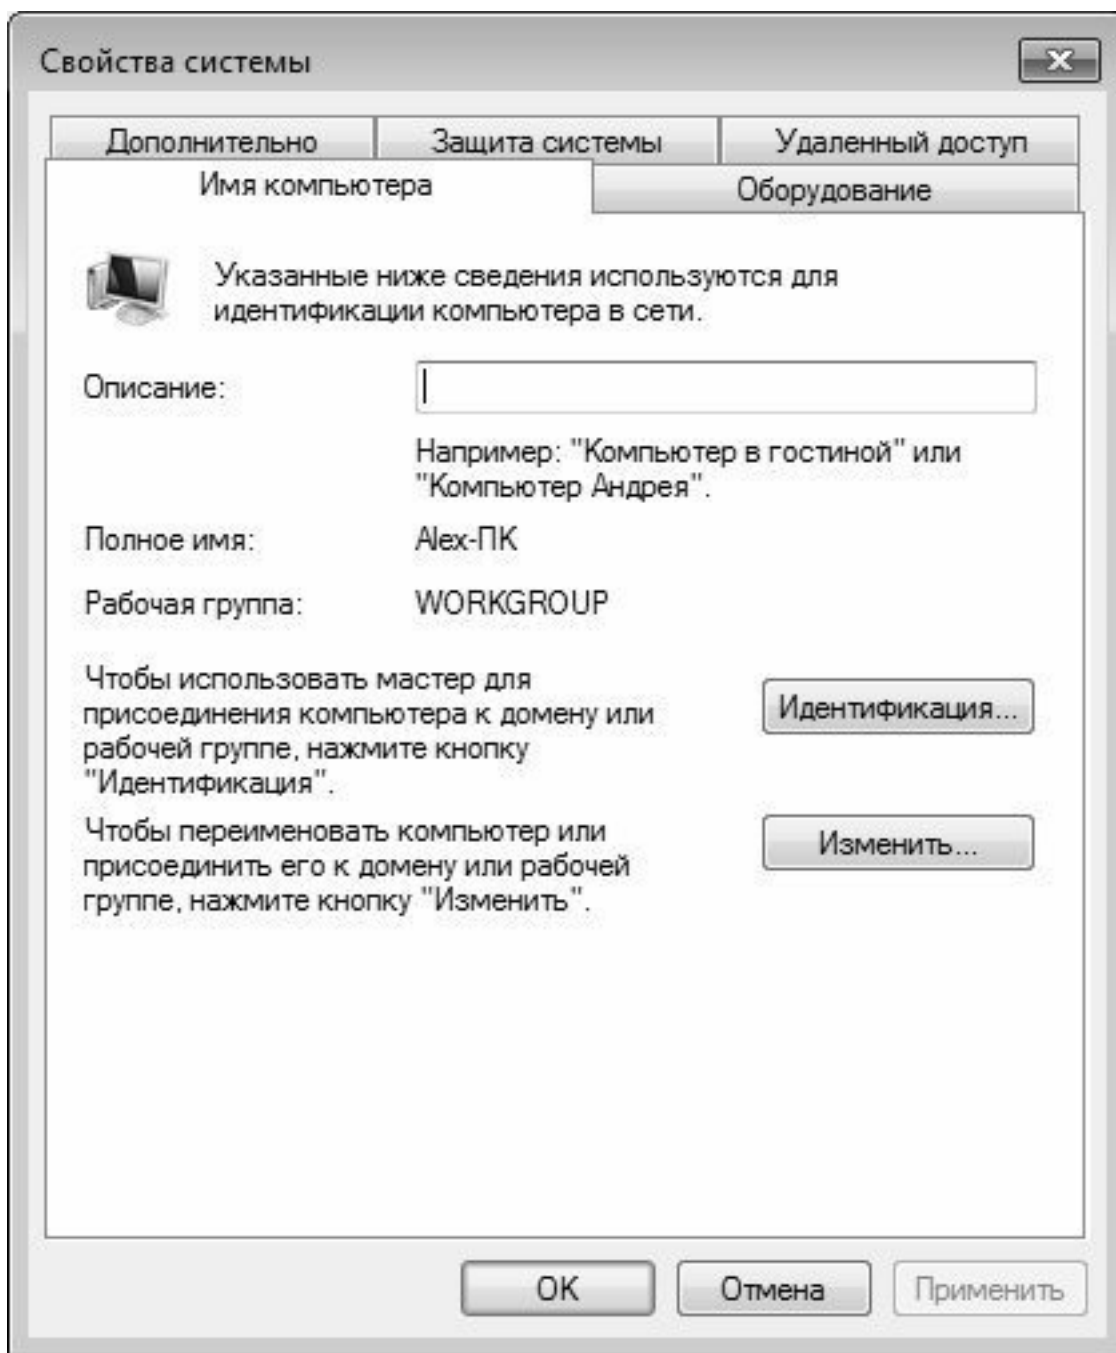 Свойства системы
Дополнительно
Защита системы
Удаленный доступ
Имя компьютера
Оборудование
Указанные ниже сведения используются для
идентификации компьютера в сети.
Описание:
Например: "Компьютер в гостиной" или
"Компьютер Андрея".
Полное имя:
Alex-ПК
Рабочая группа:
WORKGROUP
Чтобы использовать мастер для
присоединения компьютера к домену или
рабочей группе, нажмите кнопку
"Идентификация".
Идентификация...
Чтобы переименовать компьютер или
присоединить его к домену или рабочей
группе, нажмите кнопку "Изменить".
Изменить...
OK
Отмена
Применить